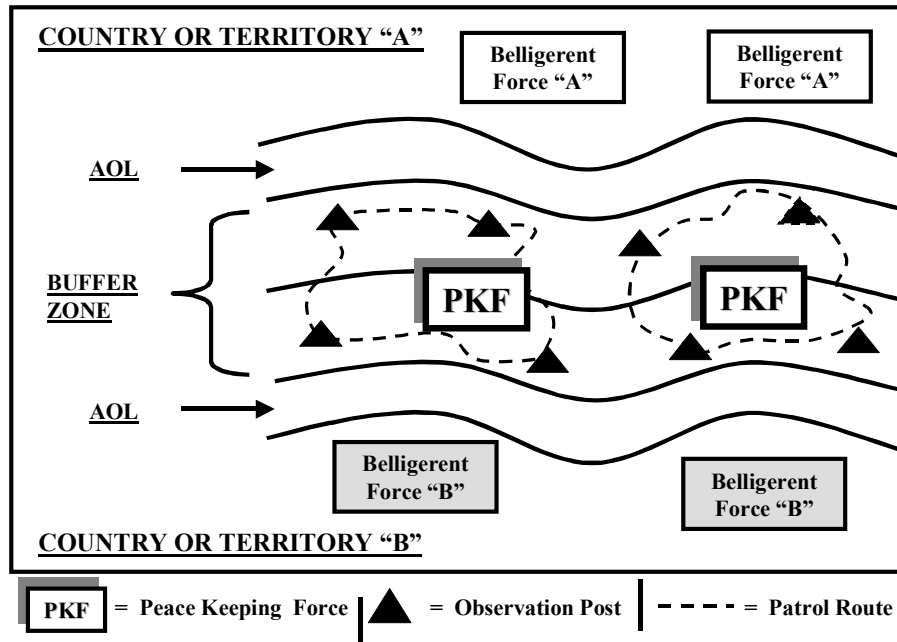 COUNTRY OR TERRITORY “A”
Belligerent
Force “A”
Belligerent
Force “A”
AOL
BUFFER
ZONE
PKF
PKF
AOL
Belligerent
Force “B”
Belligerent
Force “B”
COUNTRY OR TERRITORY “B”
PKF = Peace Keeping Force
= Observation Post
= Patrol Route